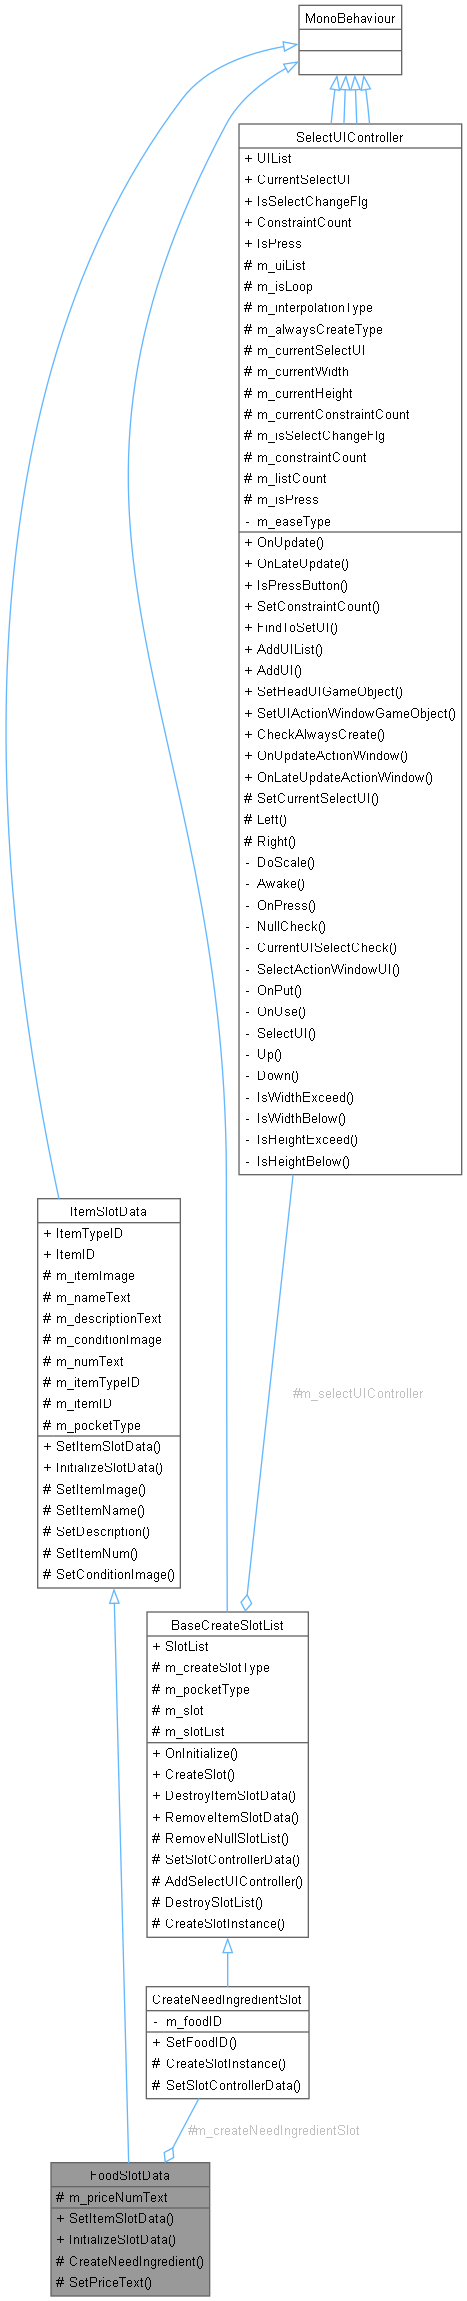 MonoBehaviour
SelectUIController
+ UIList
+ CurrentSelectUI
+ IsSelectChangeFlg
+ ConstraintCount
+ IsPress
# m_uiList
# m_isLoop
# m_interpolationType
# m_alwaysCreateType
# m_currentSelectUI
# m_currentWidth
# m_currentHeight
# m_currentConstraintCount
# m_isSelectChangeFlg
# m_constraintCount
# m_listCount
# m_isPress
- m_easeType
+ OnUpdate()
+ OnLateUpdate()
+ IsPressButton()
+ SetConstraintCount()
+ FindToSetUI()
+ AddUIList()
+ AddUI()
+ SetHeadUIGameObject()
+ SetUIActionWindowGameObject()
+ CheckAlwaysCreate()
+ OnUpdateActionWindow()
+ OnLateUpdateActionWindow()
# SetCurrentSelectUI()
# Left()
# Right()
- DoScale()
- Awake()
- OnPress()
- NullCheck()
- CurrentUISelectCheck()
- SelectActionWindowUI()
- OnPut()
- OnUse()
- SelectUI()
- Up()
- Down()
- IsWidthExceed()
- IsWidthBelow()
- IsHeightExceed()
- IsHeightBelow()
ItemSlotData
+ ItemTypeID
+ ItemID
# m_itemImage
# m_nameText
# m_descriptionText
# m_conditionImage
# m_numText
# m_itemTypeID
# m_itemID
# m_pocketType
+ SetItemSlotData()
+ InitializeSlotData()
# SetItemImage()
# SetItemName()
# SetDescription()
# SetItemNum()
# SetConditionImage()
#m_selectUIController
BaseCreateSlotList
+ SlotList
# m_createSlotType
# m_pocketType
# m_slot
# m_slotList
+ OnInitialize()
+ CreateSlot()
+ DestroyItemSlotData()
+ RemoveItemSlotData()
# RemoveNullSlotList()
# SetSlotControllerData()
# AddSelectUIController()
# DestroySlotList()
# CreateSlotInstance()
CreateNeedIngredientSlot
- m_foodID
+ SetFoodID()
# CreateSlotInstance()
# SetSlotControllerData()
#m_createNeedIngredientSlot
FoodSlotData
# m_priceNumText
+ SetItemSlotData()
+ InitializeSlotData()
# CreateNeedIngredient()
# SetPriceText()